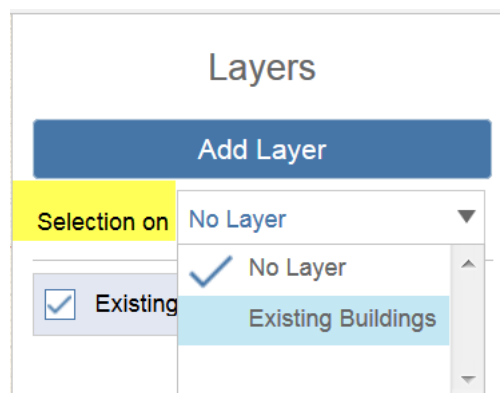 Layers
Add Layer
Selection on No Layer
No Layer
Existing
Existing Buildings